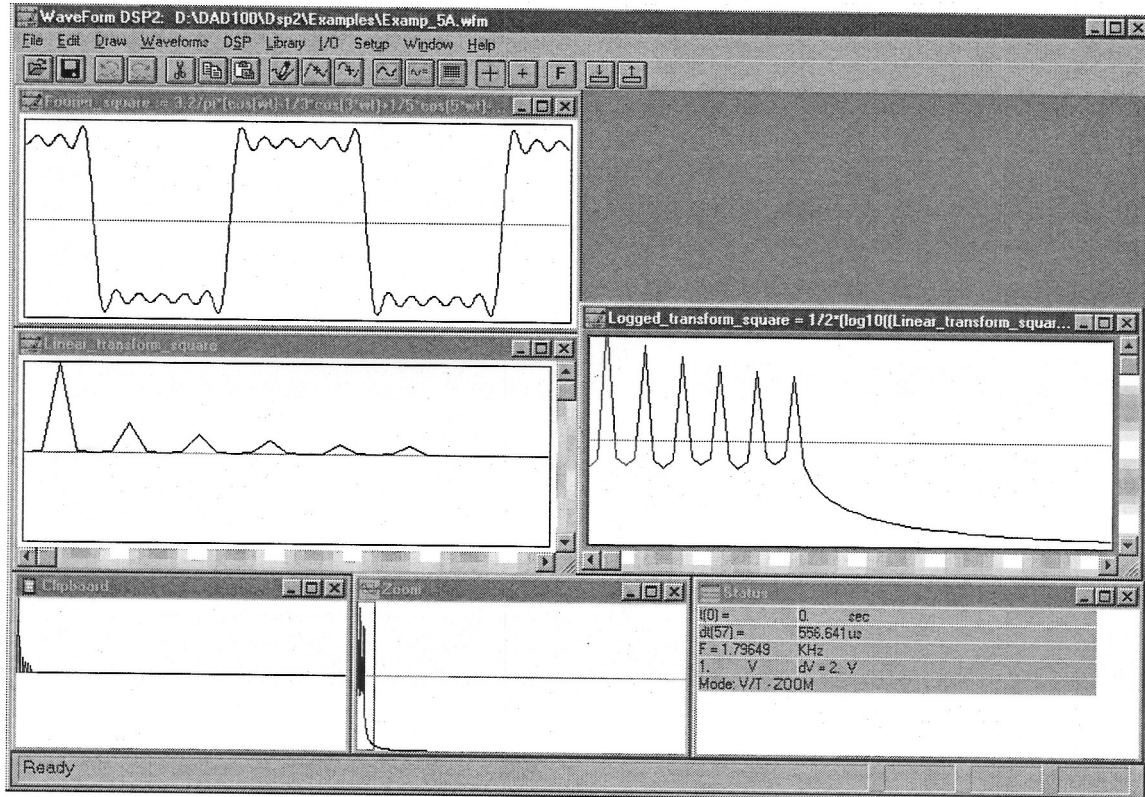 WaveForm DSP2: D:\DAD100\Dsp2\Examples\Examp_5A.wfm
File Edit Draw Waveforms DSP Library I/O Setup Window Help
F
Fourier_square := 3.2/pi*(cos(wt)-1/3*cos(3*wt)+1/5*cos(5*wt)-
Linear_transform_square
Logged_transform_square = 1/2*(log10((Linear_transform_squar...
Clipboard
Zoom
Status
t(0) = 0. sec
dt(57) = 556.641 us
F = 1.79649 KHz
1. V dV = 2. V
Mode: V/T - ZOOM
Ready